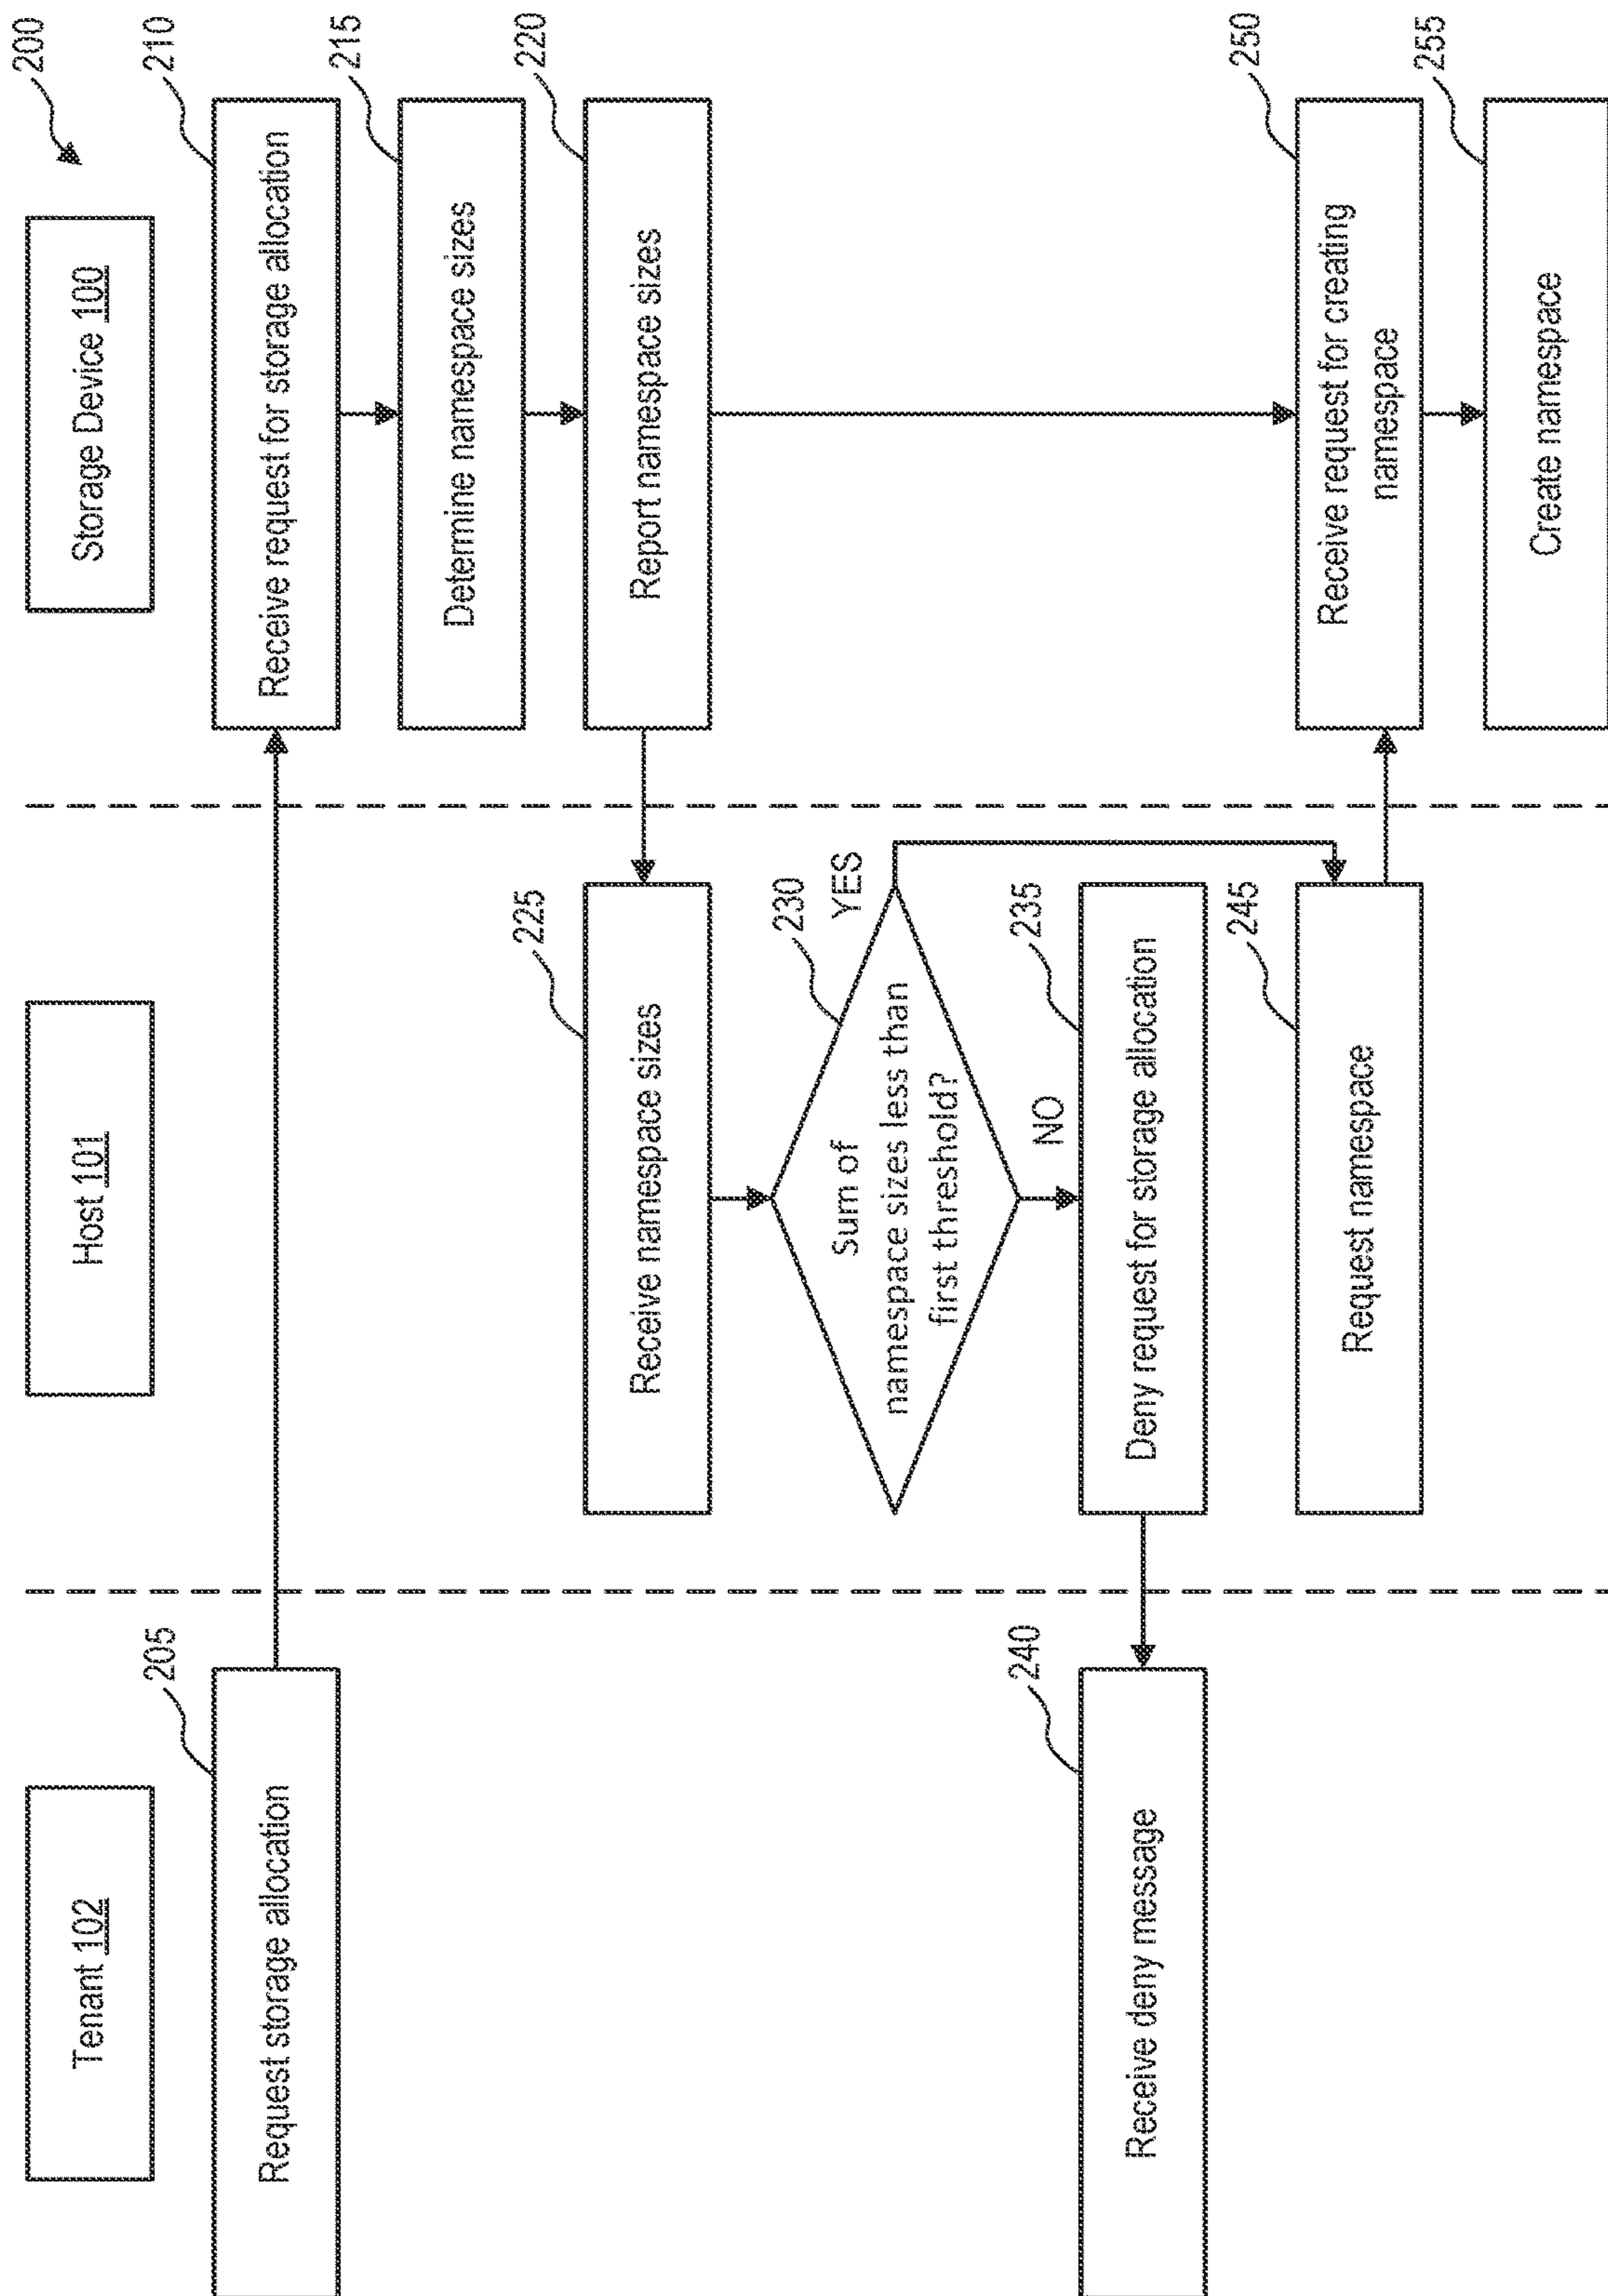 200
Tenant 102
Host 101
Storage Device 100
205
Request storage allocation
210
Receive request for storage allocation
215
Determine namespace sizes
220
Report namespace sizes
225
Receive namespace sizes
230
Sum of
namespace sizes less than
first threshold?
YES
NO
235
Deny request for storage allocation
240
Receive deny message
245
Request namespace
250
Receive request for creating
namespace
255
Create namespace